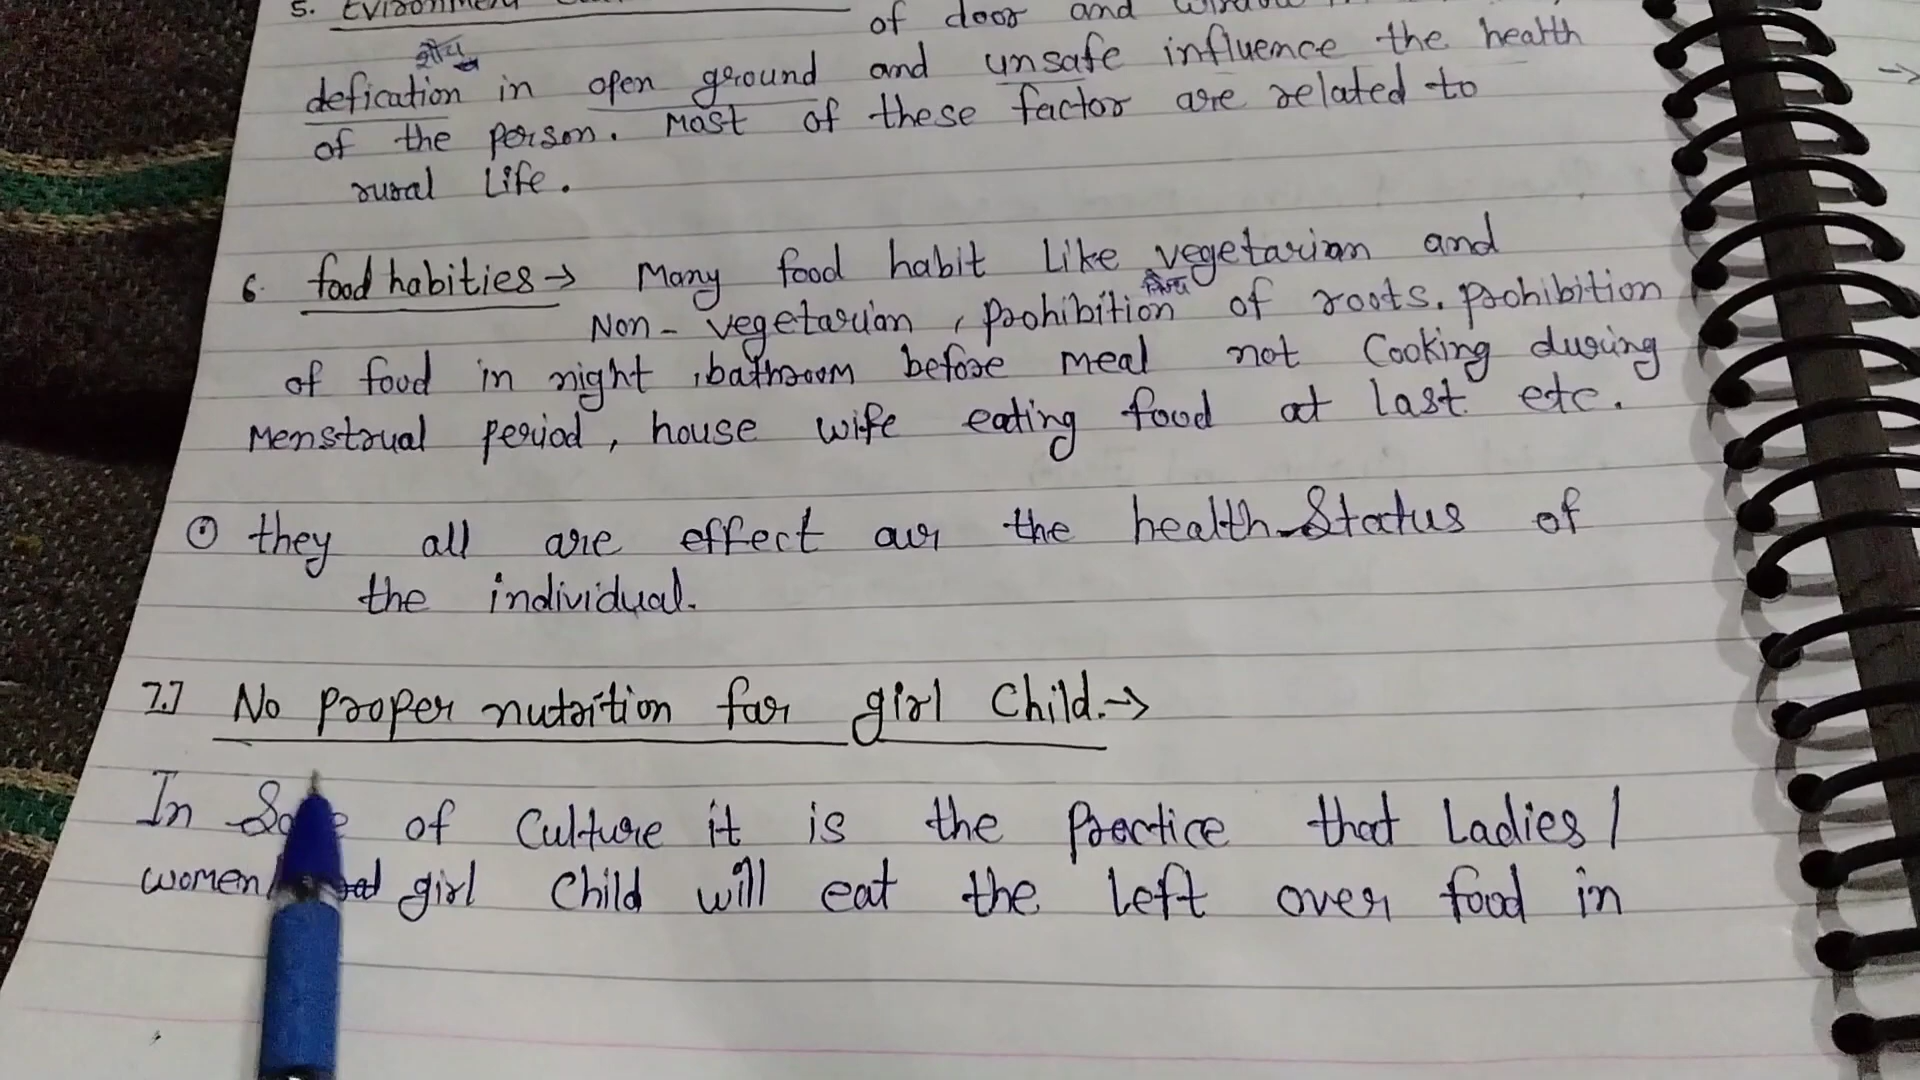 5. Evironment
of door and
शौच
defication in open ground and unsafe influence the health
of the person. Most of these factor are related to
rural Life.
6. food habities → Many food habit like vegetarian and
Non-vegetarian, prohibition of roots. prohibition
of food in night, bathroom before meal not Cooking during
Menstrual period, house wife eating food at last etc.
they all are effect our the health status of
the individual.
7.] No proper nutrition for girl Child. →
In of Culture it is the practice that Ladies /
women/ girl Child will eat the left over food in